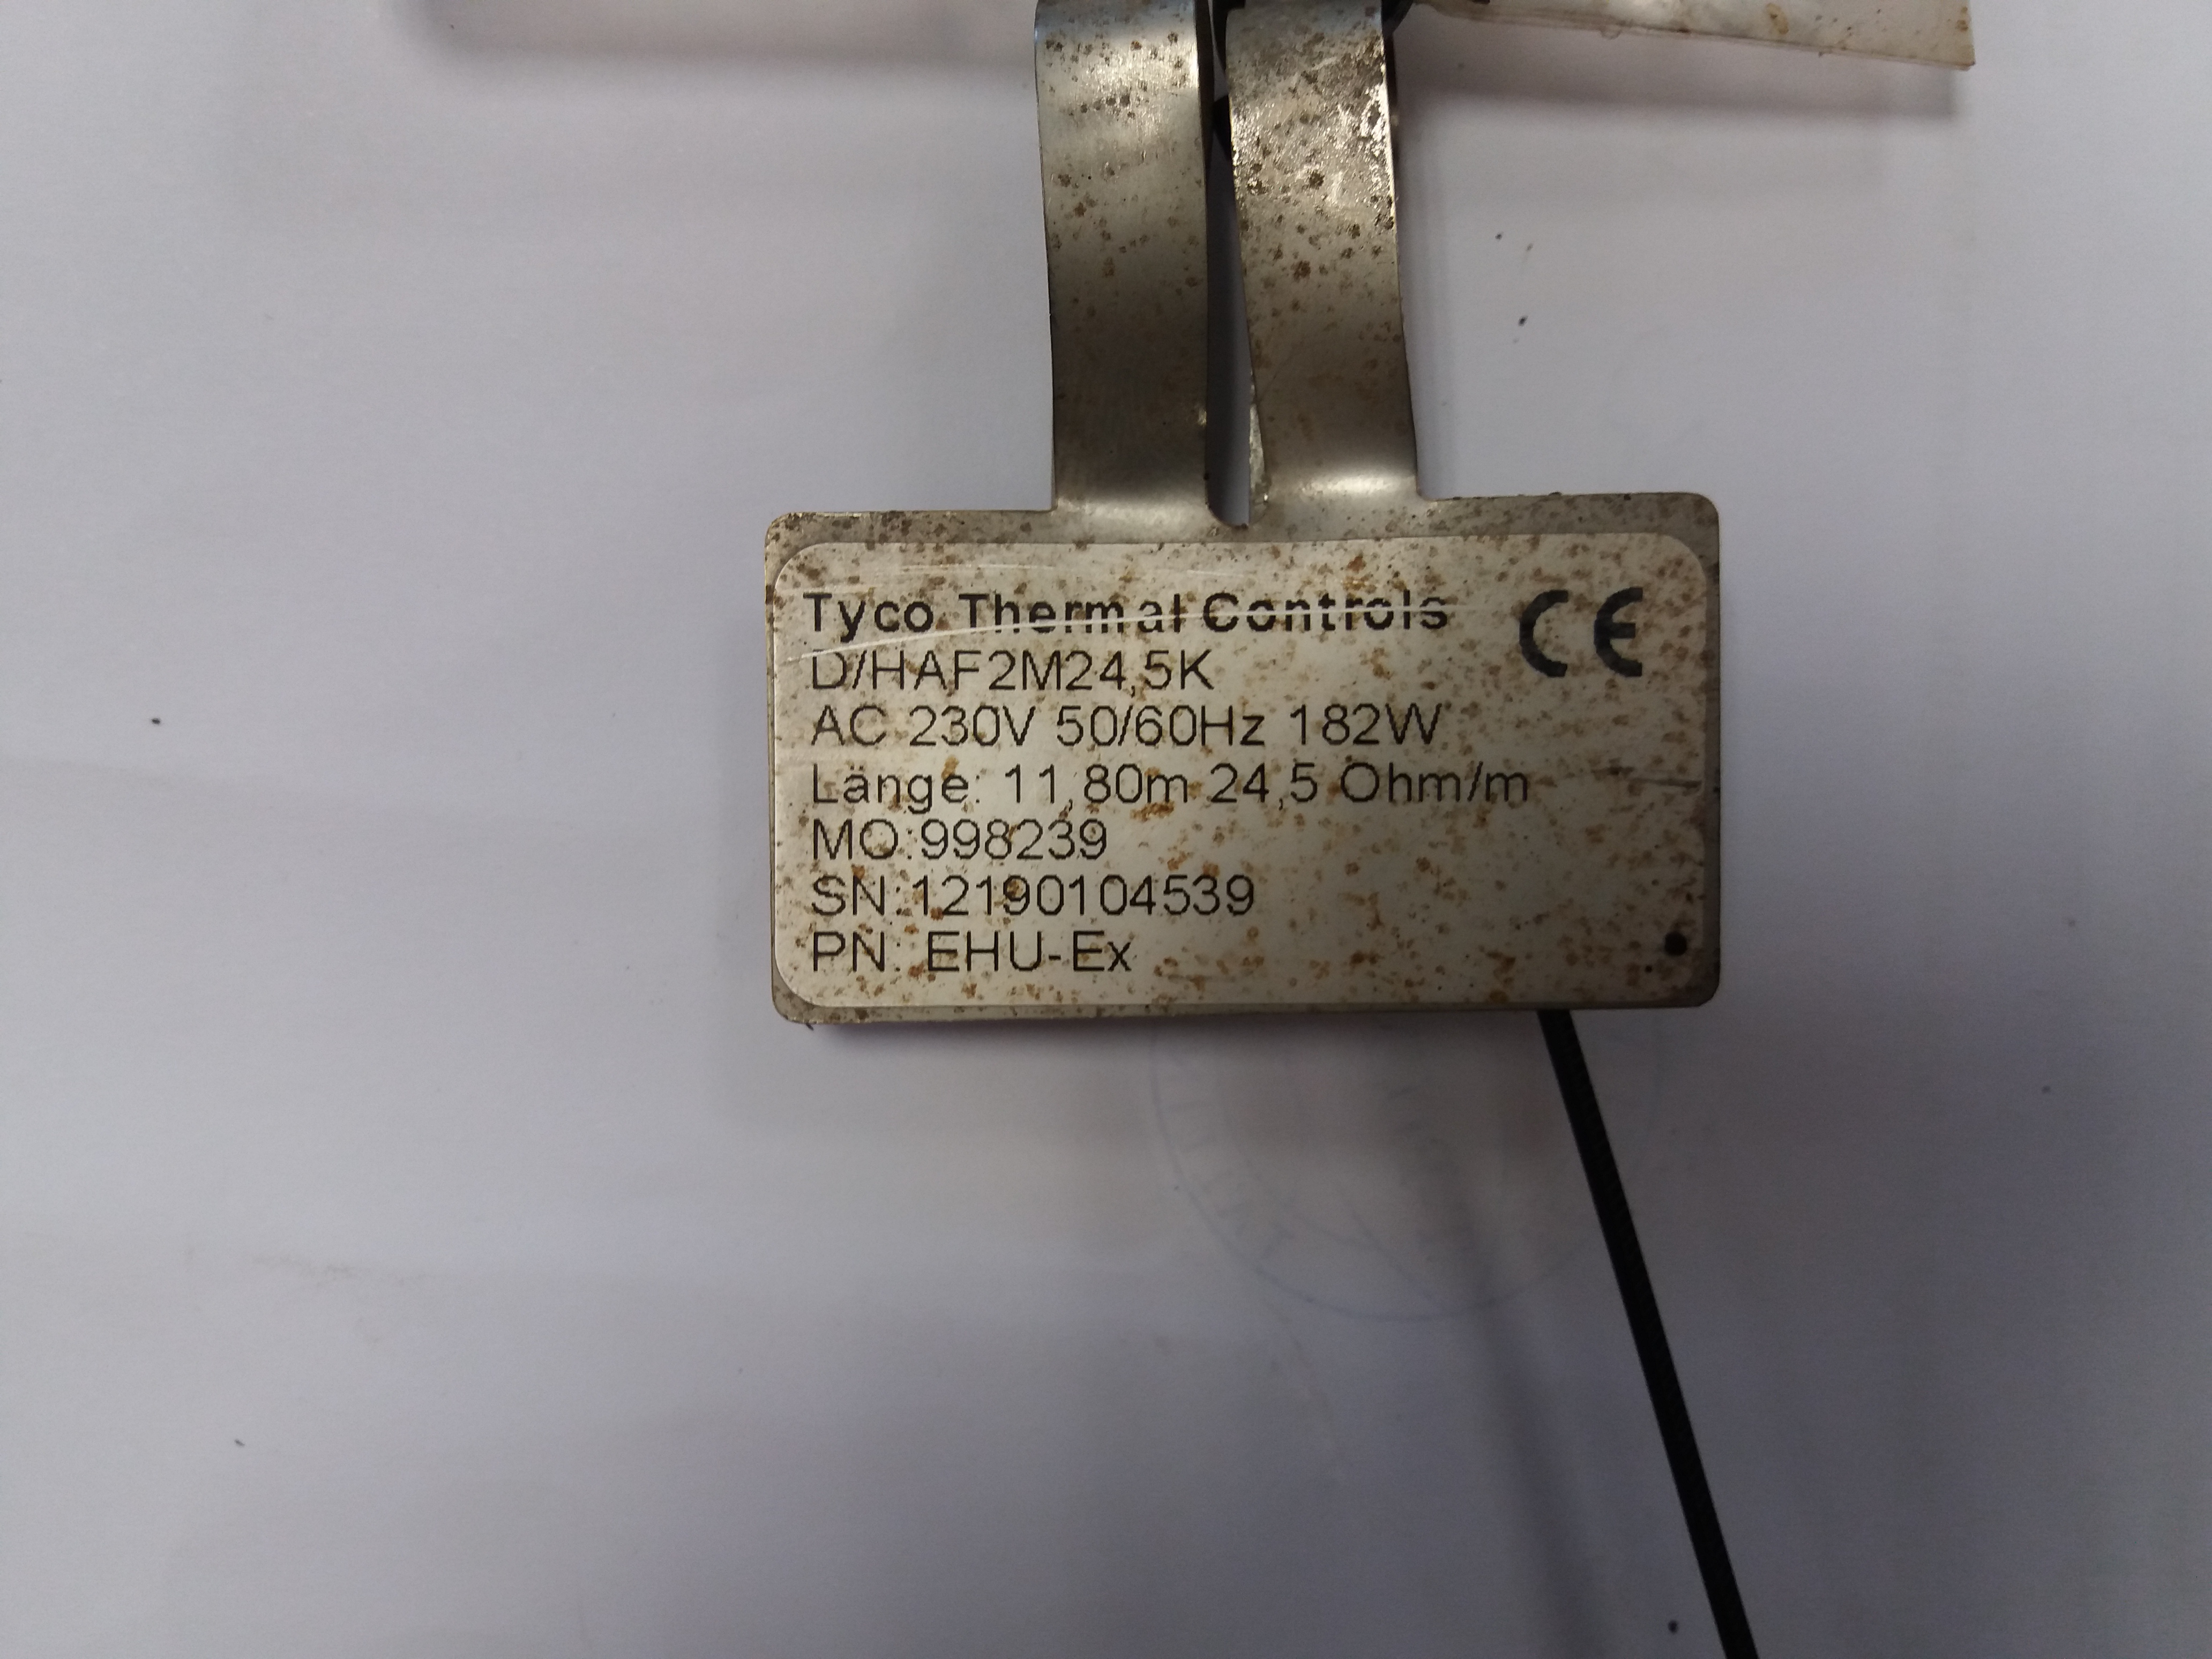 Tyco Thermal Controls CE
D/HAF2M24,5K
AC 230V 50/60Hz 182W
Länge: 11,80m 24,5 Ohm/m
MO:998239
SN:12190104539
PN: EHU-Ex